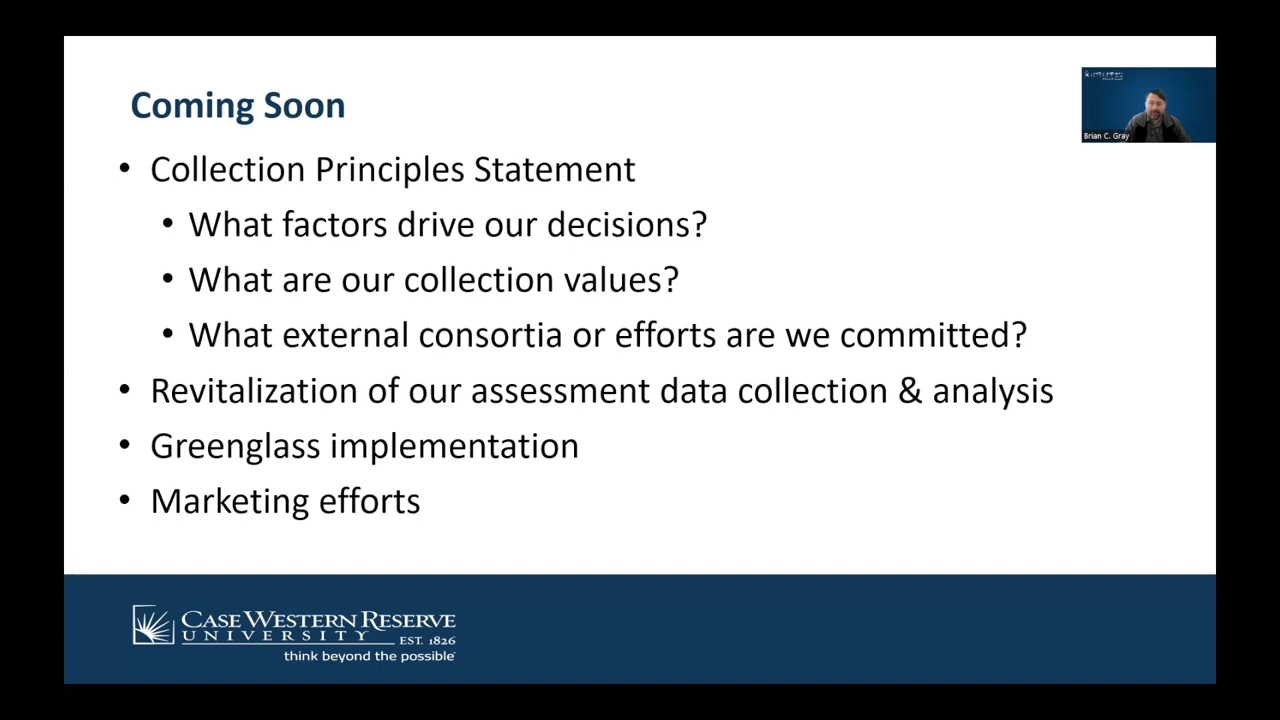 Coming Soon
• Collection Principles Statement
• What factors drive our decisions?
• What are our collection values?
• What external consortia or efforts are we committed?
• Revitalization of our assessment data collection & analysis
• Greenglass implementation
• Marketing efforts
Brian C. Gray
CASE WESTERN RESERVE
UNIVERSITY EST. 1826
think beyond the possible